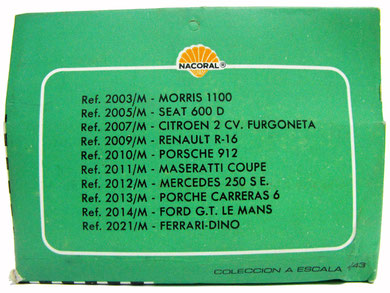 NACORAL®
Ref. 2003/M - MORRIS 1100
Ref. 2005/M - SEAT 600 D
Ref. 2007/M - CITROEN 2 CV. FURGONETA
Ref. 2009/M - RENAULT R-16
Ref. 2010/M - PORSCHE 912
Ref. 2011/M - MASERATTI COUPE
Ref. 2012/M - MERCEDES 250 S E.
Ref. 2013/M - PORCHE CARRERAS 6
Ref. 2014/M - FORD G.T. LE MANS
Ref. 2021/M - FERRARI-DINO
COLECCION A ESCALA 1/43